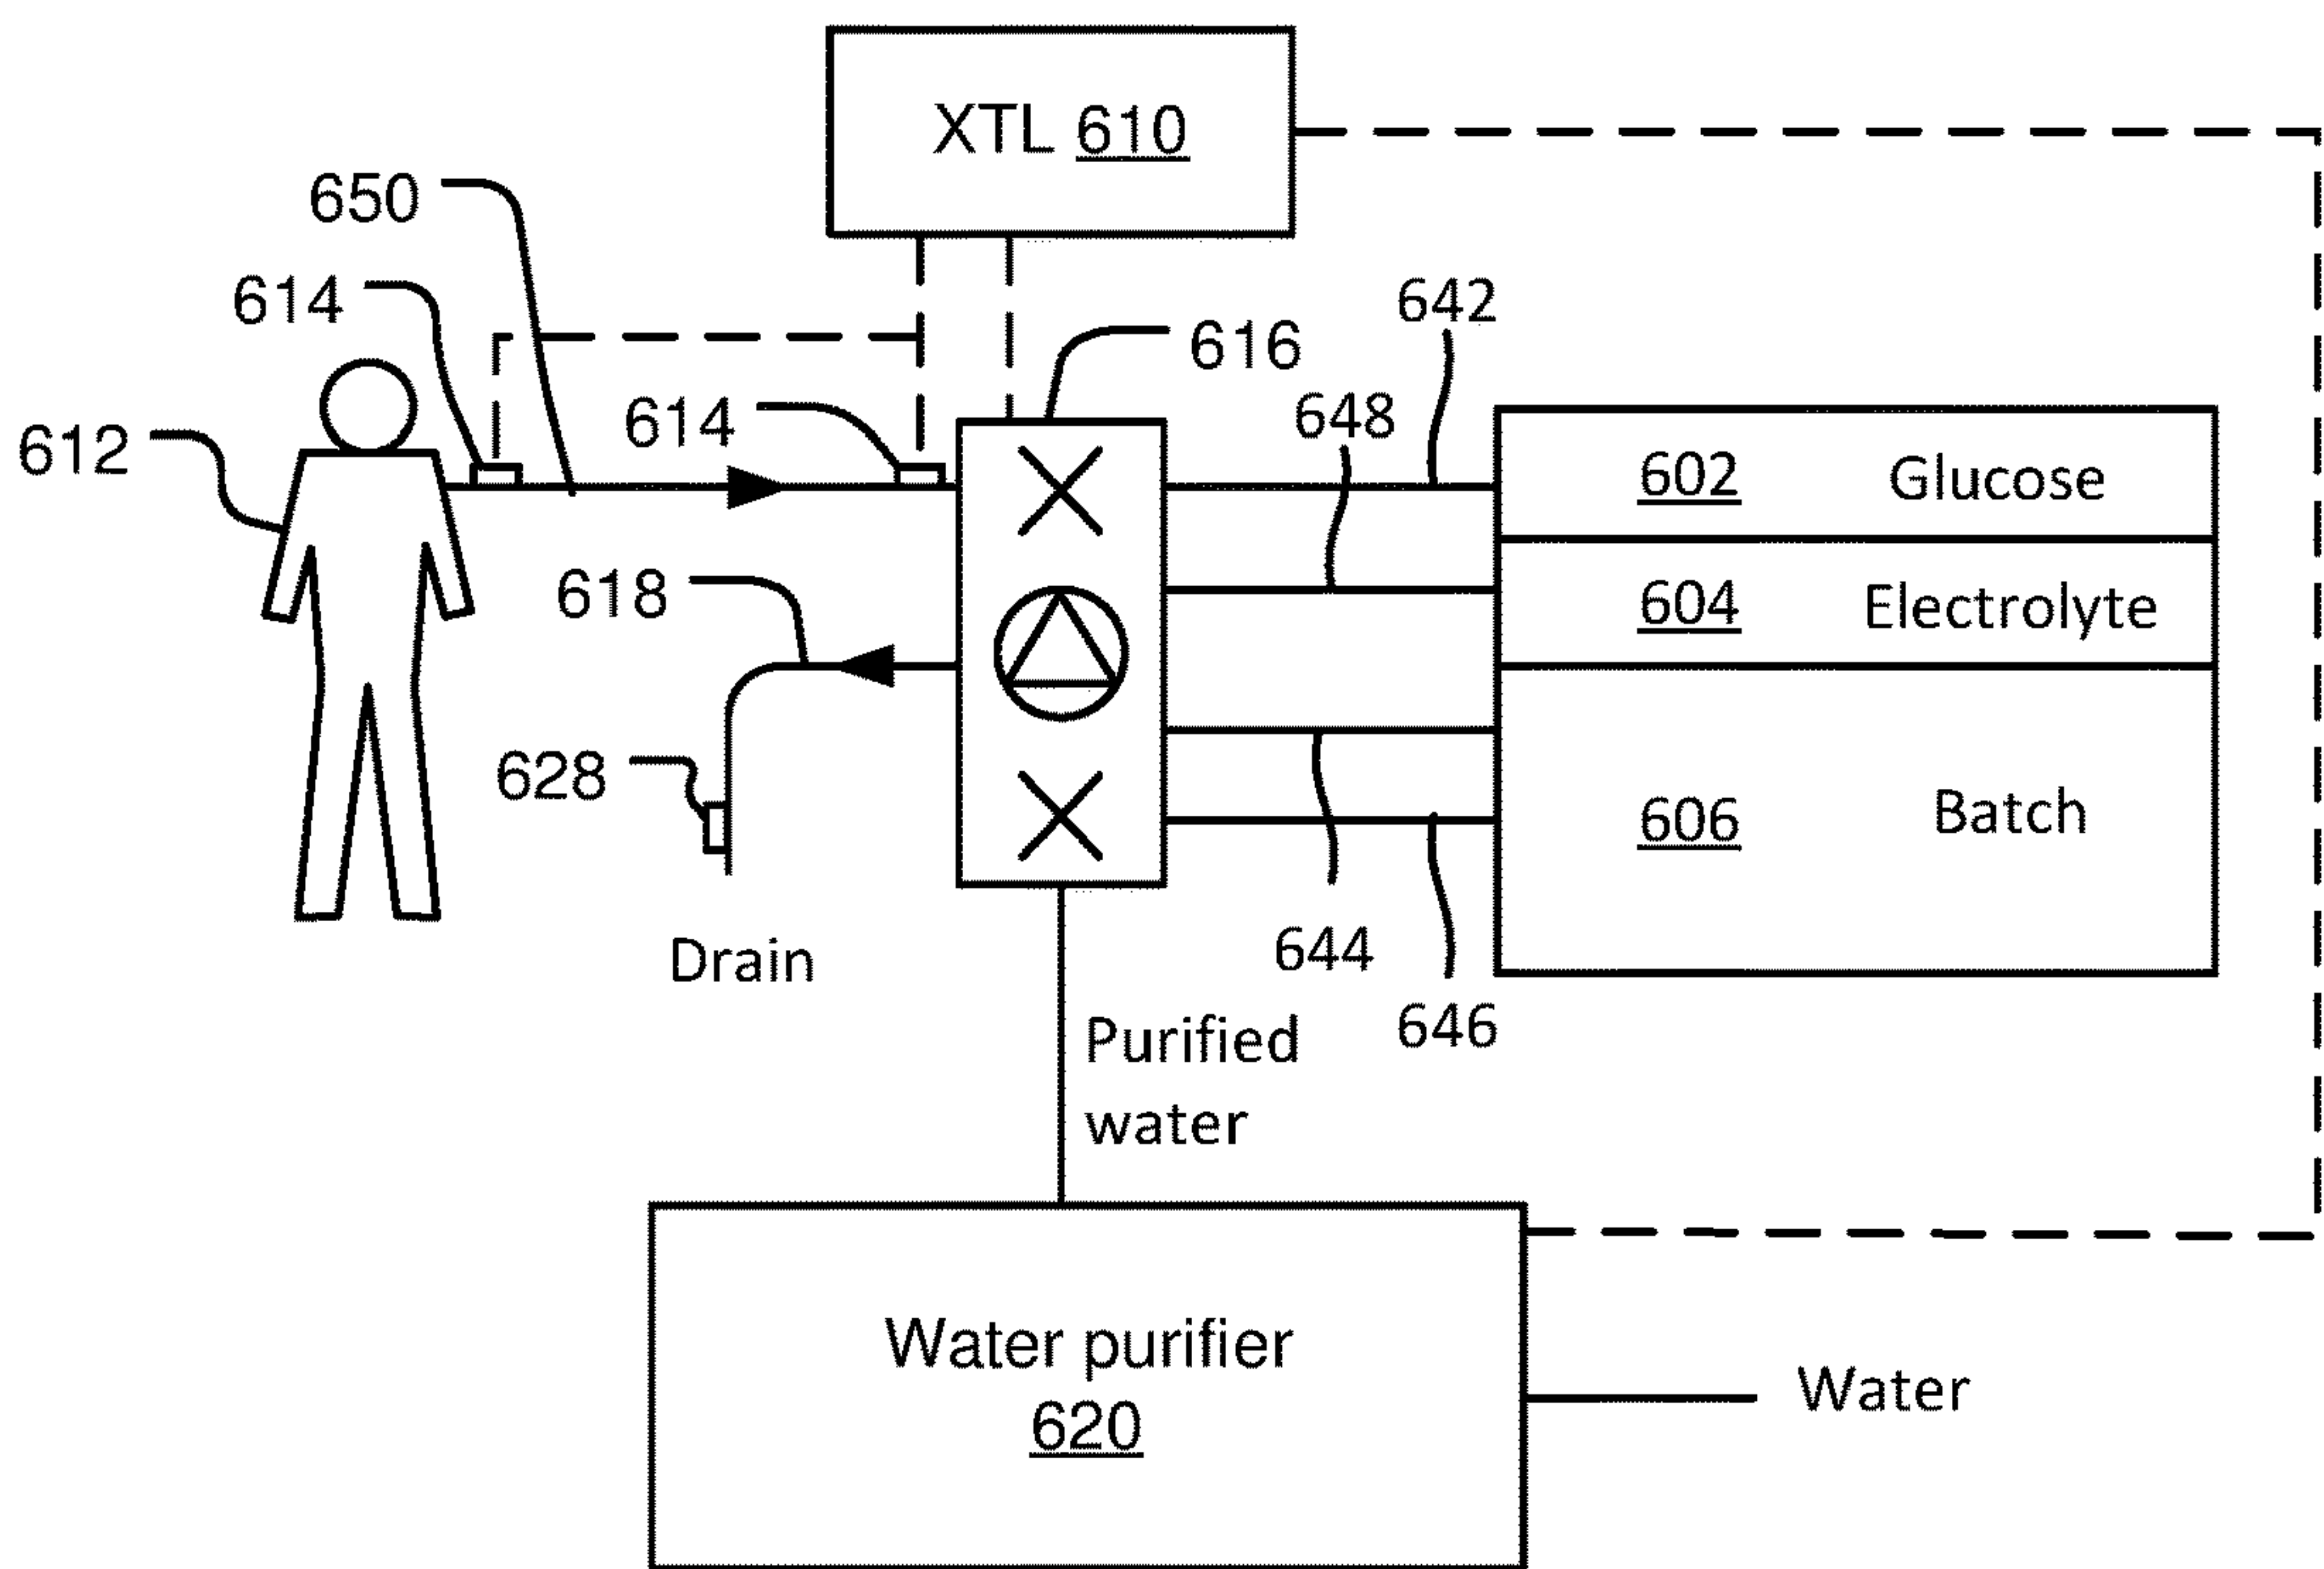 XTL 610
650
614
642
616
614
648
612
602 Glucose
618
604 Electrolyte
628
606 Batch
644
Drain
646
Purified
water
Water purifier
620
Water